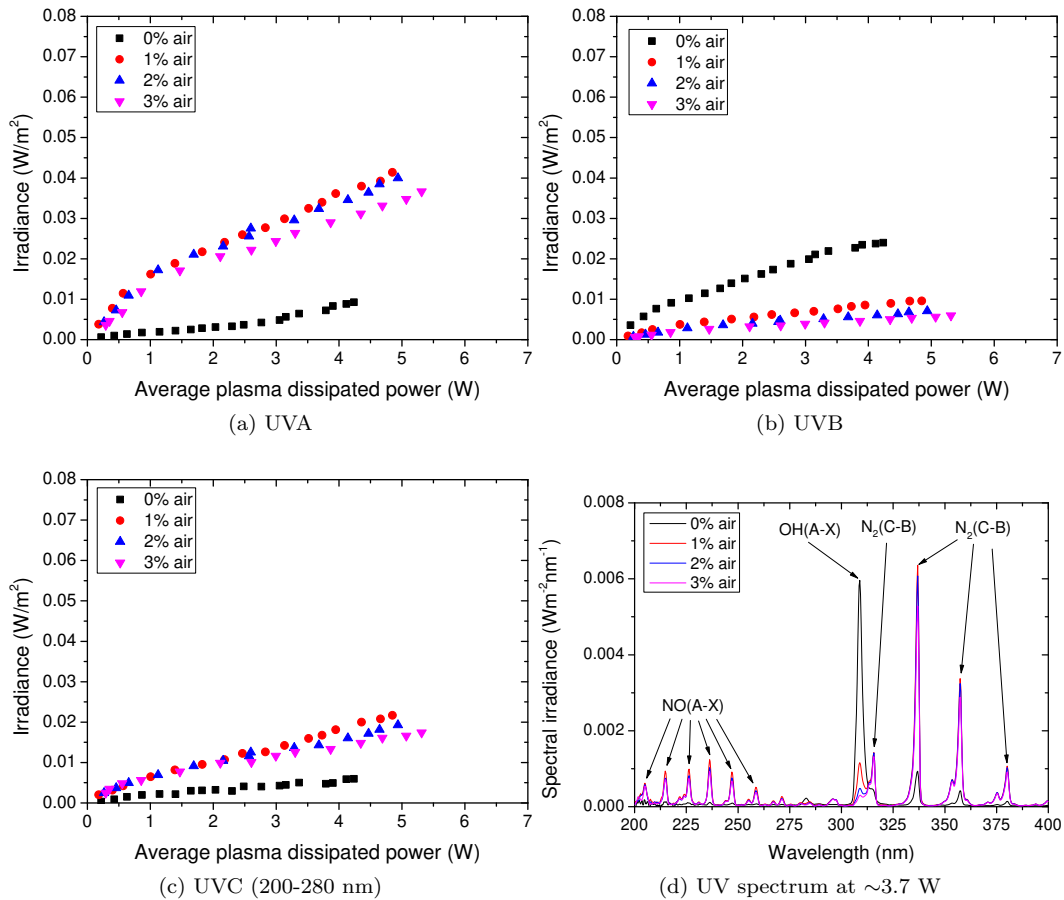 0.08
0.07
0.06
0.05
0.04
0.03
0.02
0.01
0.00
Irradiance (W/m²)
0% air
1% air
2% air
3% air
0 1 2 3 4 5 6 7
Average plasma dissipated power (W)
(a) UVA
0.08
0.07
0.06
0.05
0.04
0.03
0.02
0.01
0.00
Irradiance (W/m²)
0% air
1% air
2% air
3% air
0 1 2 3 4 5 6 7
Average plasma dissipated power (W)
(b) UVB
0.08
0.07
0.06
0.05
0.04
0.03
0.02
0.01
0.00
Irradiance (W/m²)
0% air
1% air
2% air
3% air
0 1 2 3 4 5 6 7
Average plasma dissipated power (W)
(c) UVC (200-280 nm)
0.008
0.006
0.004
0.002
0.000
Spectral irradiance (Wm⁻²nm⁻¹)
0% air
1% air
2% air
3% air
OH(A-X)
N₂(C-B)
N₂(C-B)
NO(A-X)
200 225 250 275 300 325 350 375 400
Wavelength (nm)
(d) UV spectrum at ~3.7 W